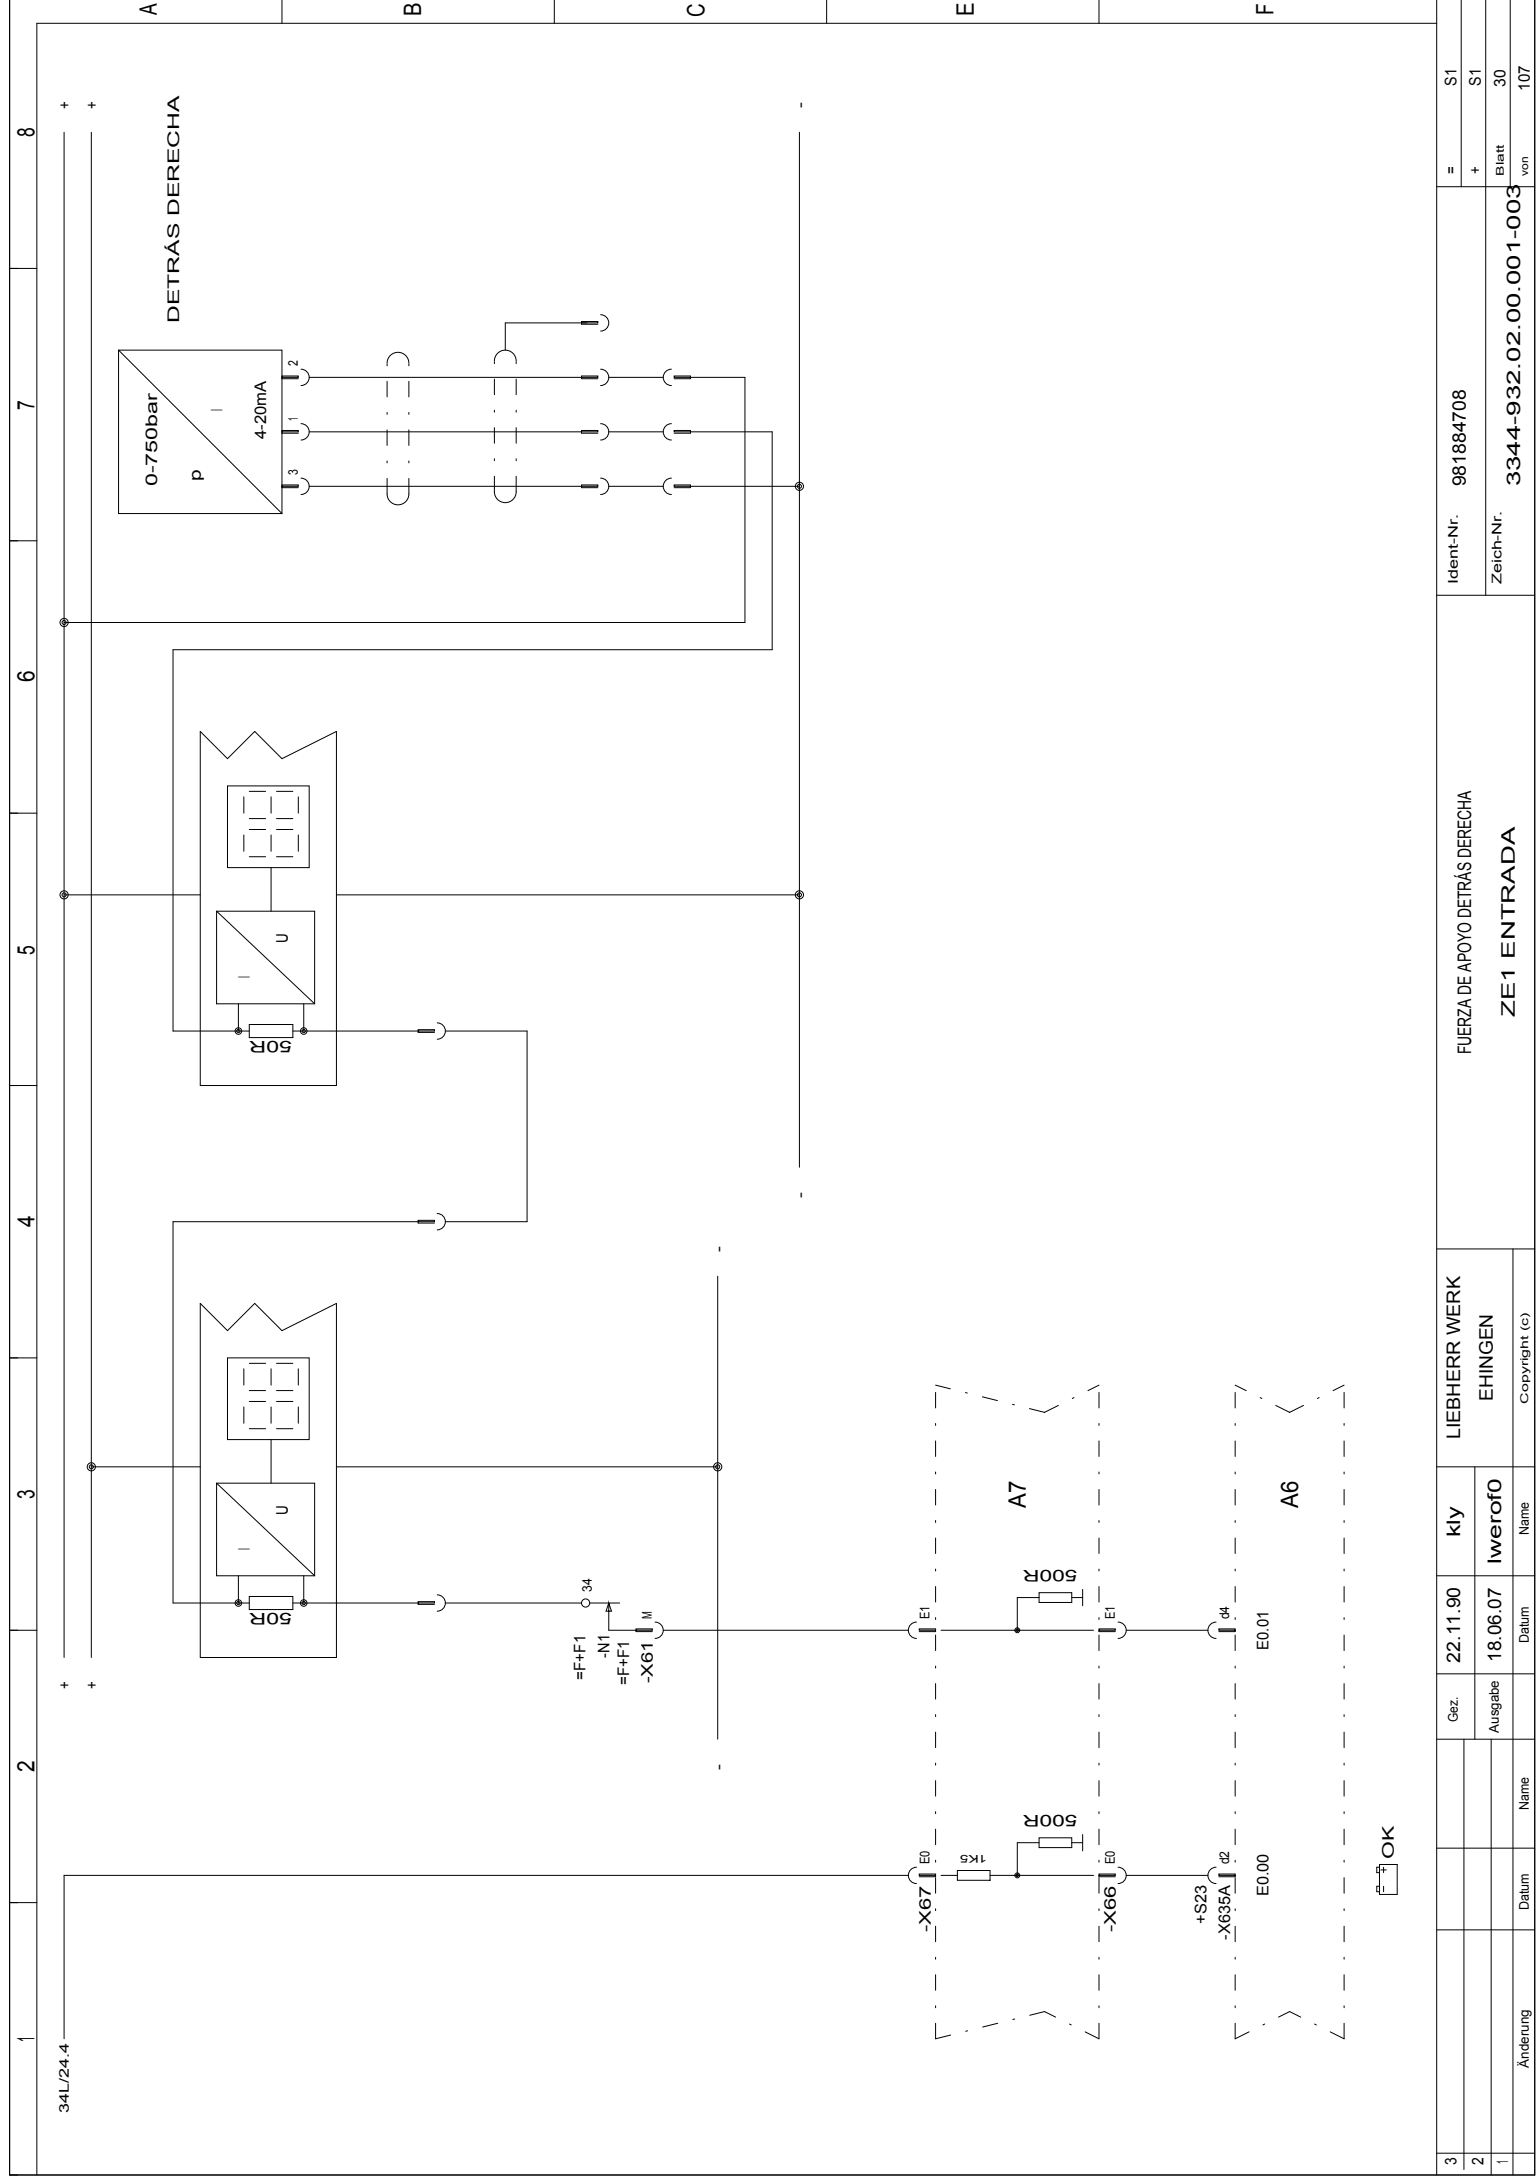 1 2 3 4 5 6 7 8
A
B
C
E
F
34L/24.4
+ + +
+ + +
DETRÁS DERECHA
0-750bar
p
I
4-20mA
3 1 2
50R
I
U
50R
I
U
=F+F1
34
-N1
=F+F1
-X61
M
-
-
-
-
-X67
E0
E1
1K5
500R
500R
A7
-X66
E0
E1
+S23
-X635A
d2
d4
E0.00
E0.01
A6
- +
OK
3
2
1
Änderung
Datum
Name
Gez.
22.11.90
kly
Ausgabe
18.06.07
lwerof0
Datum
Name
LIEBHERR WERK
EHINGEN
Copyright (c)
FUERZA DE APOYO DETRÁS DERECHA
ZE1 ENTRADA
Ident-Nr. 981884708
Zeich-Nr. 3344-932.02.00.001-003
= S1
+ S1
Blatt 30
von 107